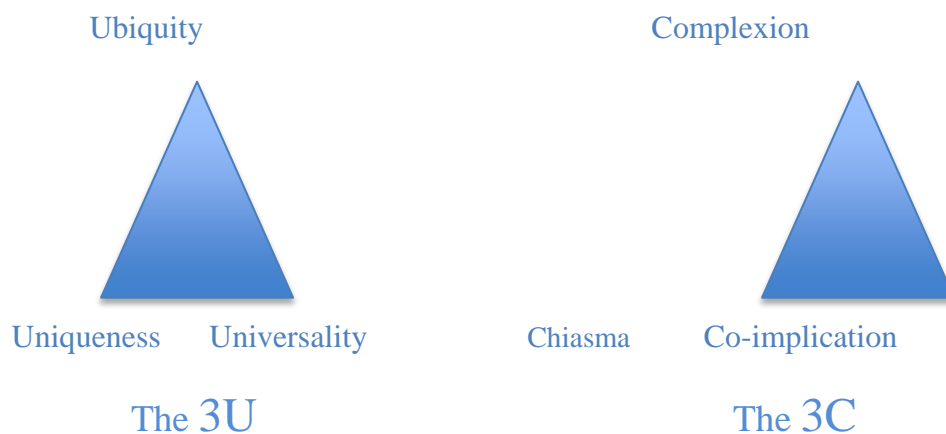 Ubiquity Complexion
Uniqueness Universality Chiasma Co-implication
The 3U The 3C